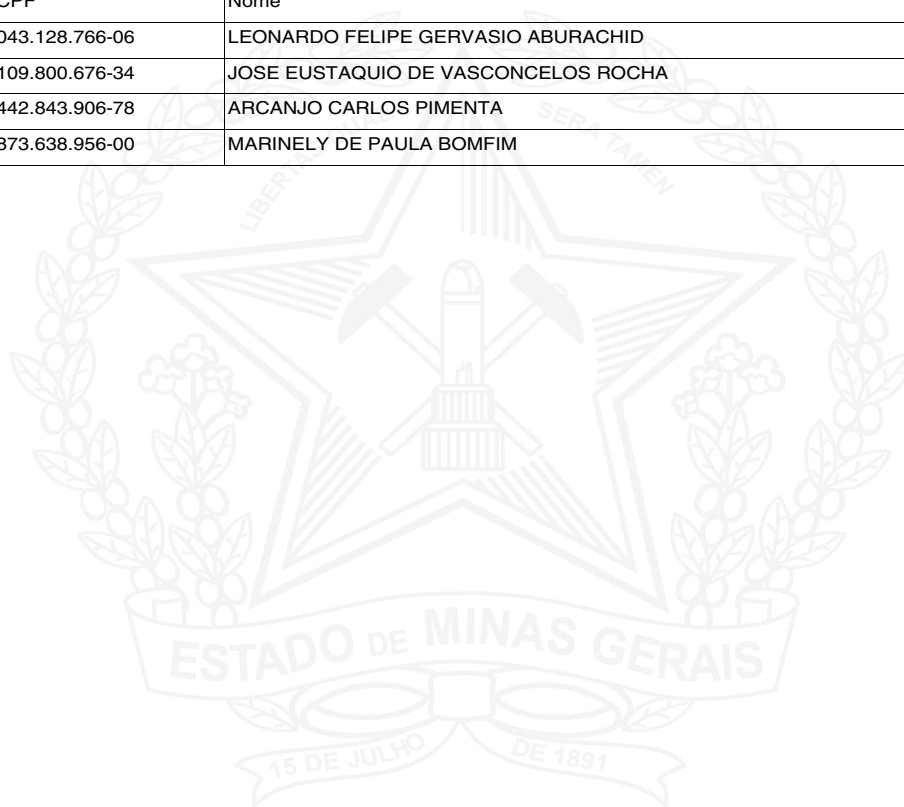 CPF Nome
043.128.766-06 LEONARDO FELIPE GERVASIO ABURACHID
109.800.676-34 JOSE EUSTAQUIO DE VASCONCELOS ROCHA
442.843.906-78 ARCANJO CARLOS PIMENTA
873.638.956-00 MARINELY DE PAULA BOMFIM
LIBERTAS QUAE SERA TAMEN
ESTADO DE MINAS GERAIS
15 DE JULHO DE 1891